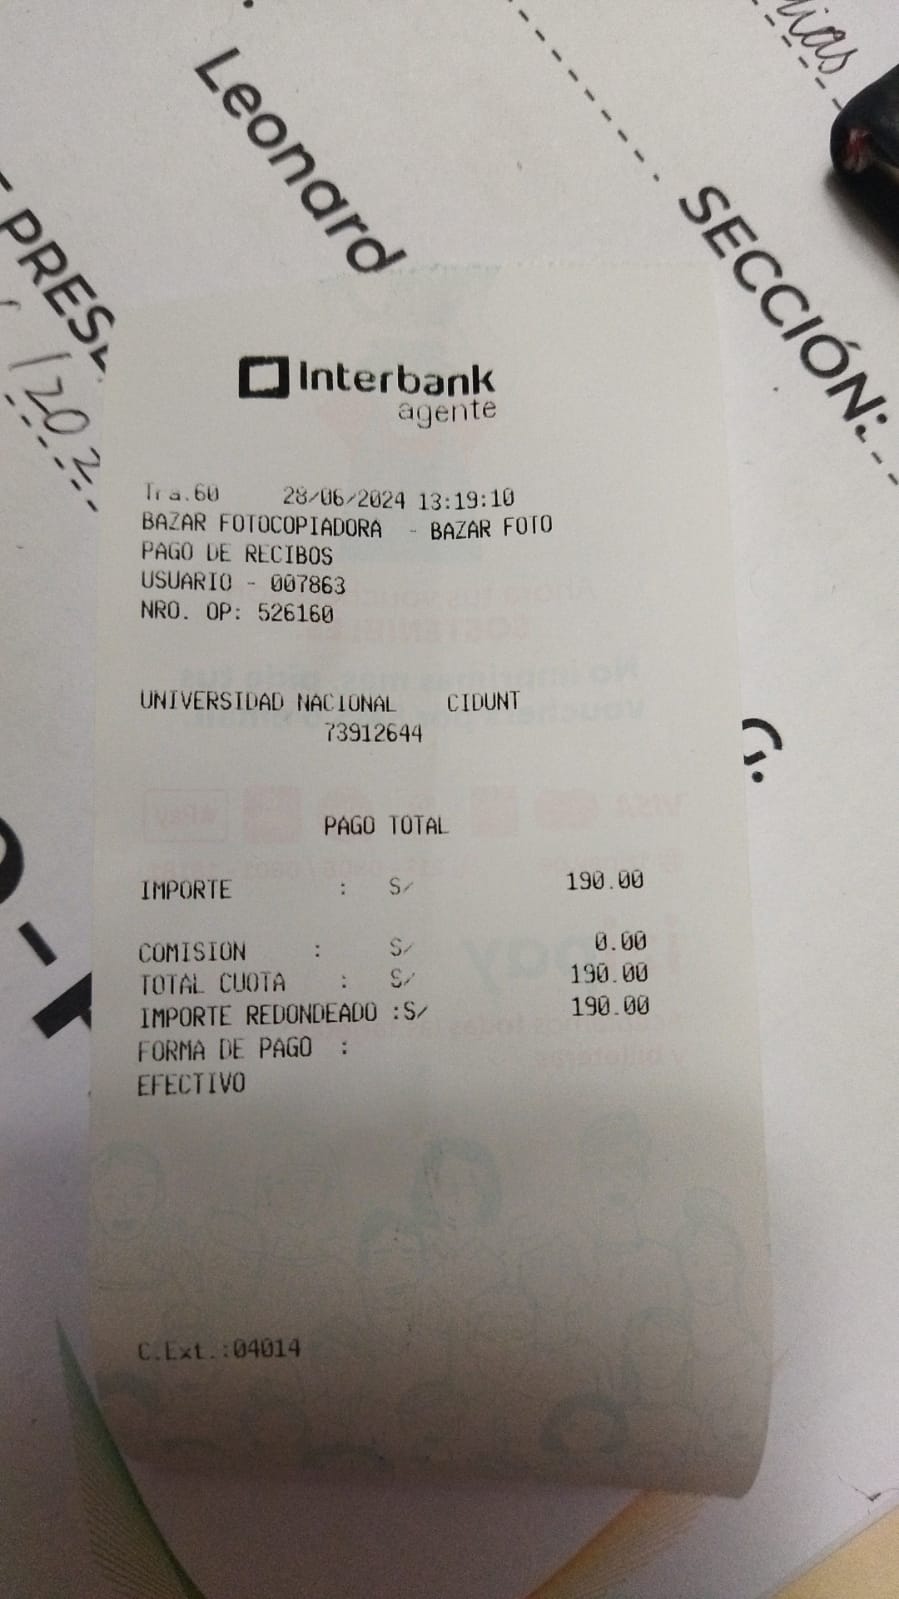 Leonard
SECCIÓN:
Interbank
agente
Tra.60 28/06/2024 13:19:10
BAZAR FOTOCOPIADORA - BAZAR FOTO
PAGO DE RECIBOS
USUARIO - 007863
NRO. OP: 526160
UNIVERSIDAD NACIONAL CIDUNT
73912644
PAGO TOTAL
IMPORTE : S/ 190.00
COMISION : S/ 0.00
TOTAL CUOTA : S/ 190.00
IMPORTE REDONDEADO :S/ 190.00
FORMA DE PAGO :
EFECTIVO
C.Ext.:04014